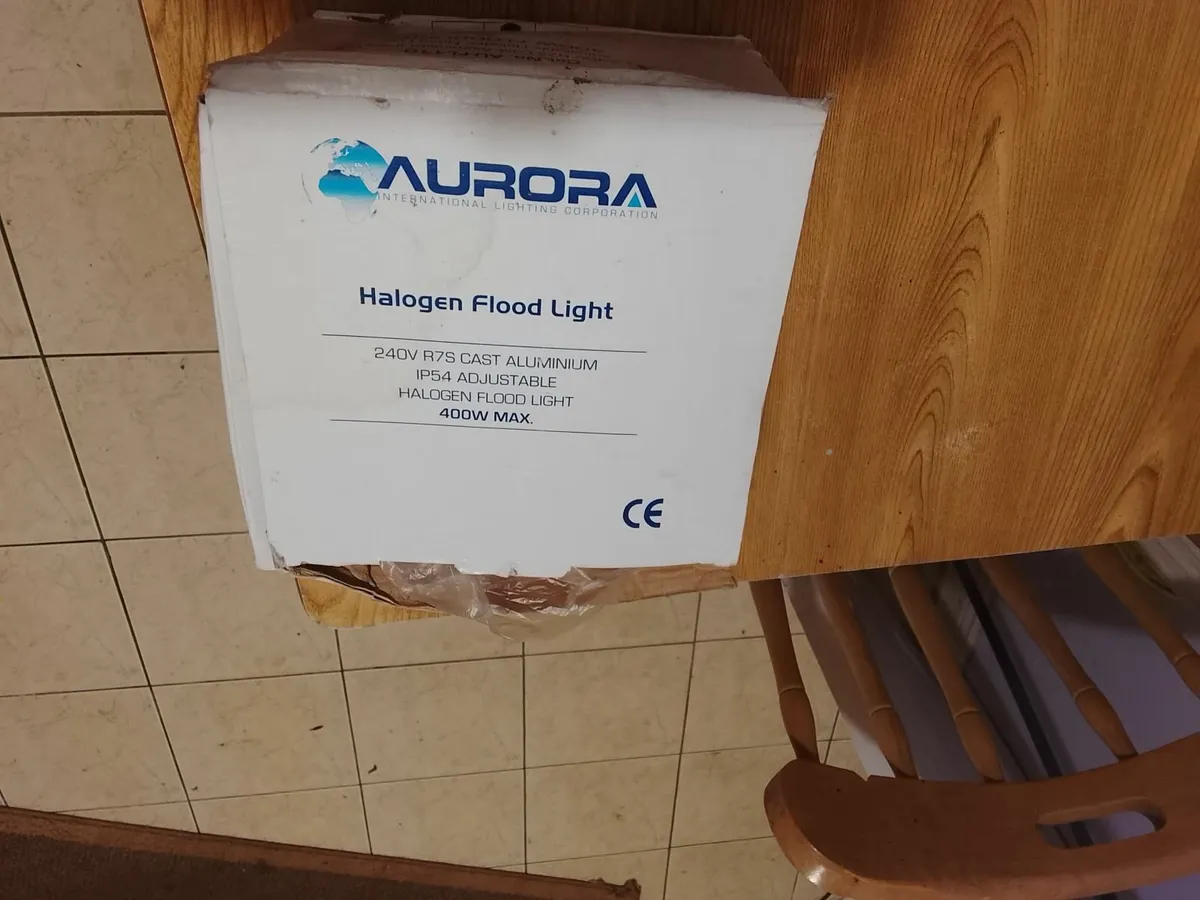 AURORA
INTERNATIONAL LIGHTING CORPORATION
Halogen Flood Light
240V R7S CAST ALUMINIUM
IP54 ADJUSTABLE
HALOGEN FLOOD LIGHT
400W MAX.
CE